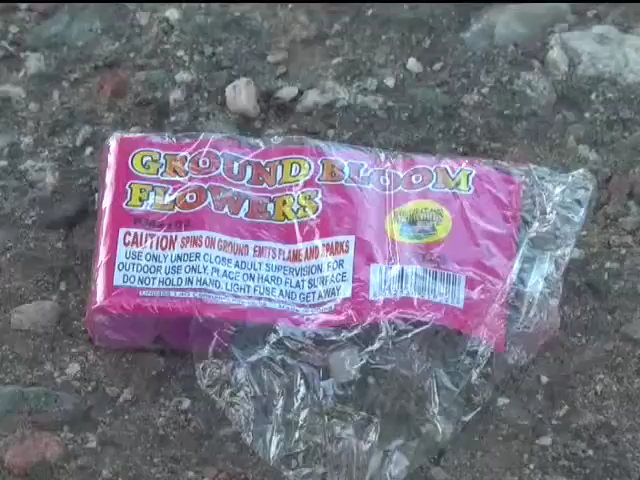 GROUND BLOOM
FLOWERS
CAUTION SPINS ON GROUND EMITS FLAME AND SPARKS
USE ONLY UNDER CLOSE ADULT SUPERVISION. FOR
OUTDOOR USE ONLY. PLACE ON HARD FLAT SURFACE.
DO NOT HOLD IN HAND. LIGHT FUSE AND GET AWAY.